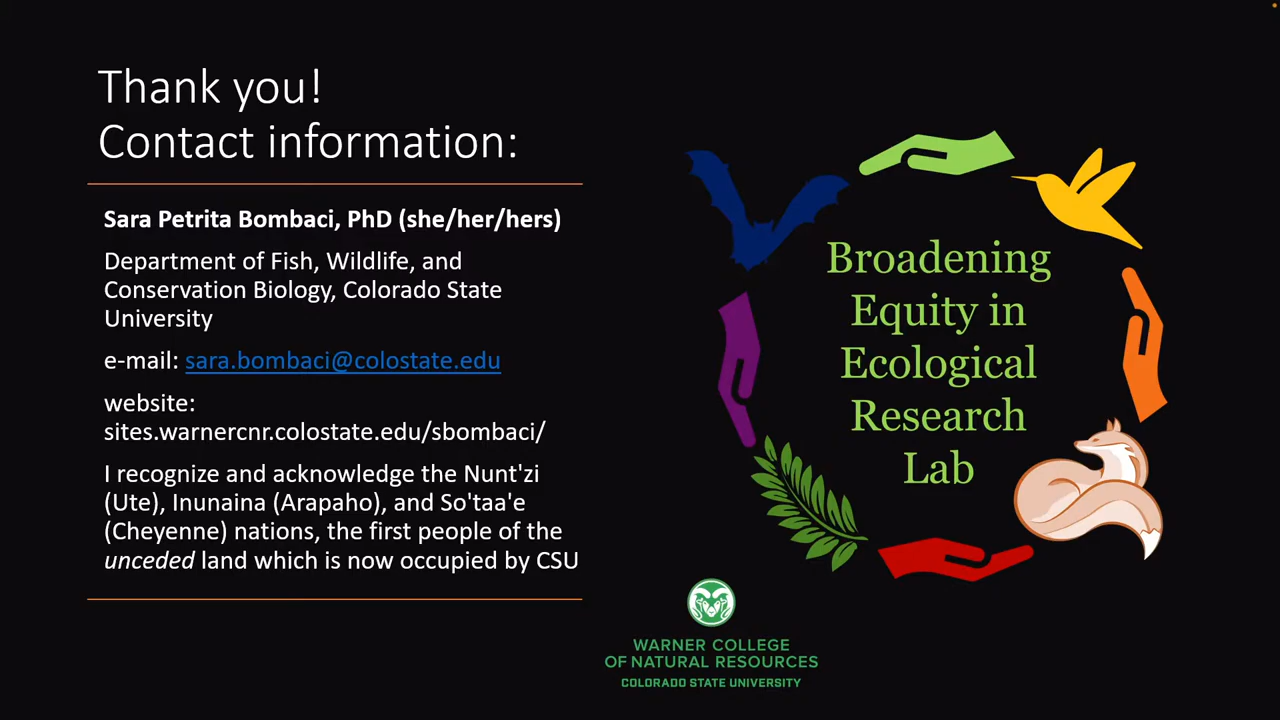 Thank you!
Contact information:
Sara Petrita Bombaci, PhD (she/her/hers)
Department of Fish, Wildlife, and
Conservation Biology, Colorado State
University
e-mail: sara.bombaci@colostate.edu
website:
sites.warnercnr.colostate.edu/sbombaci/
I recognize and acknowledge the Nunt'zi
(Ute), Inunaina (Arapaho), and So'taa'e
(Cheyenne) nations, the first people of the
unceded land which is now occupied by CSU
Broadening
Equity in
Ecological
Research
Lab
WARNER COLLEGE
OF NATURAL RESOURCES
COLORADO STATE UNIVERSITY